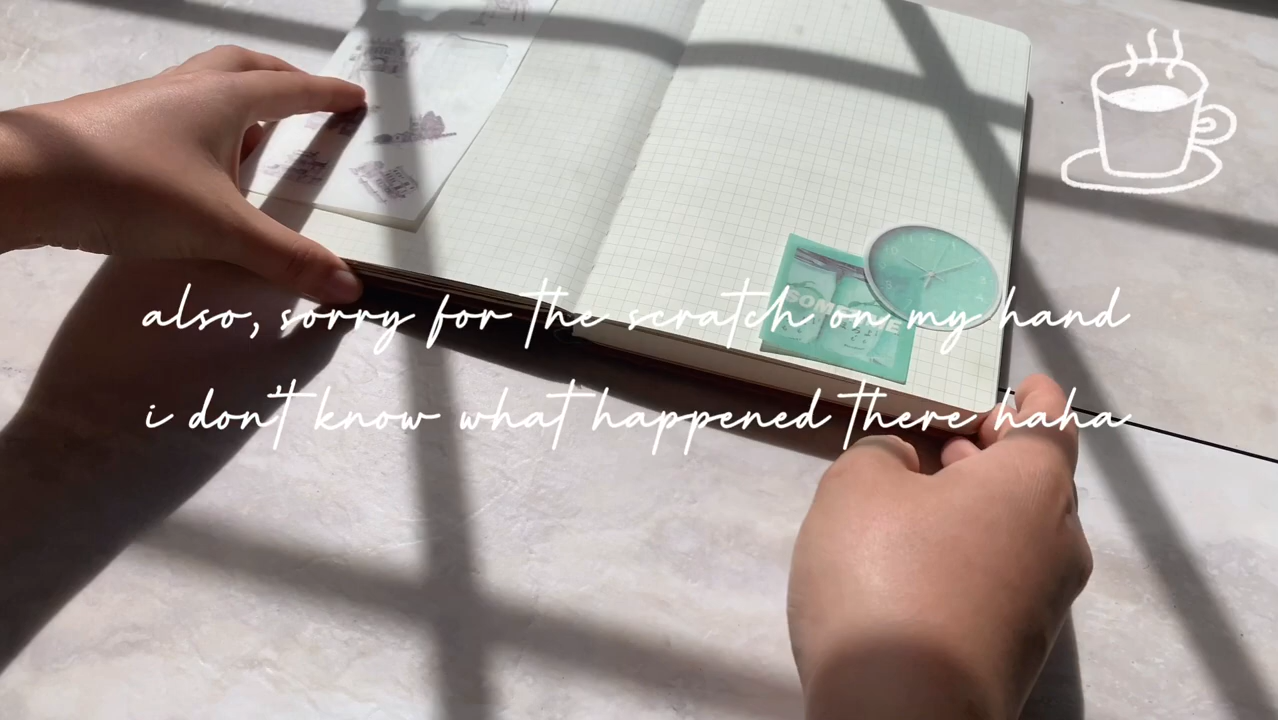 also, sorry for the scratch on my hand
i don't know what happened there haha